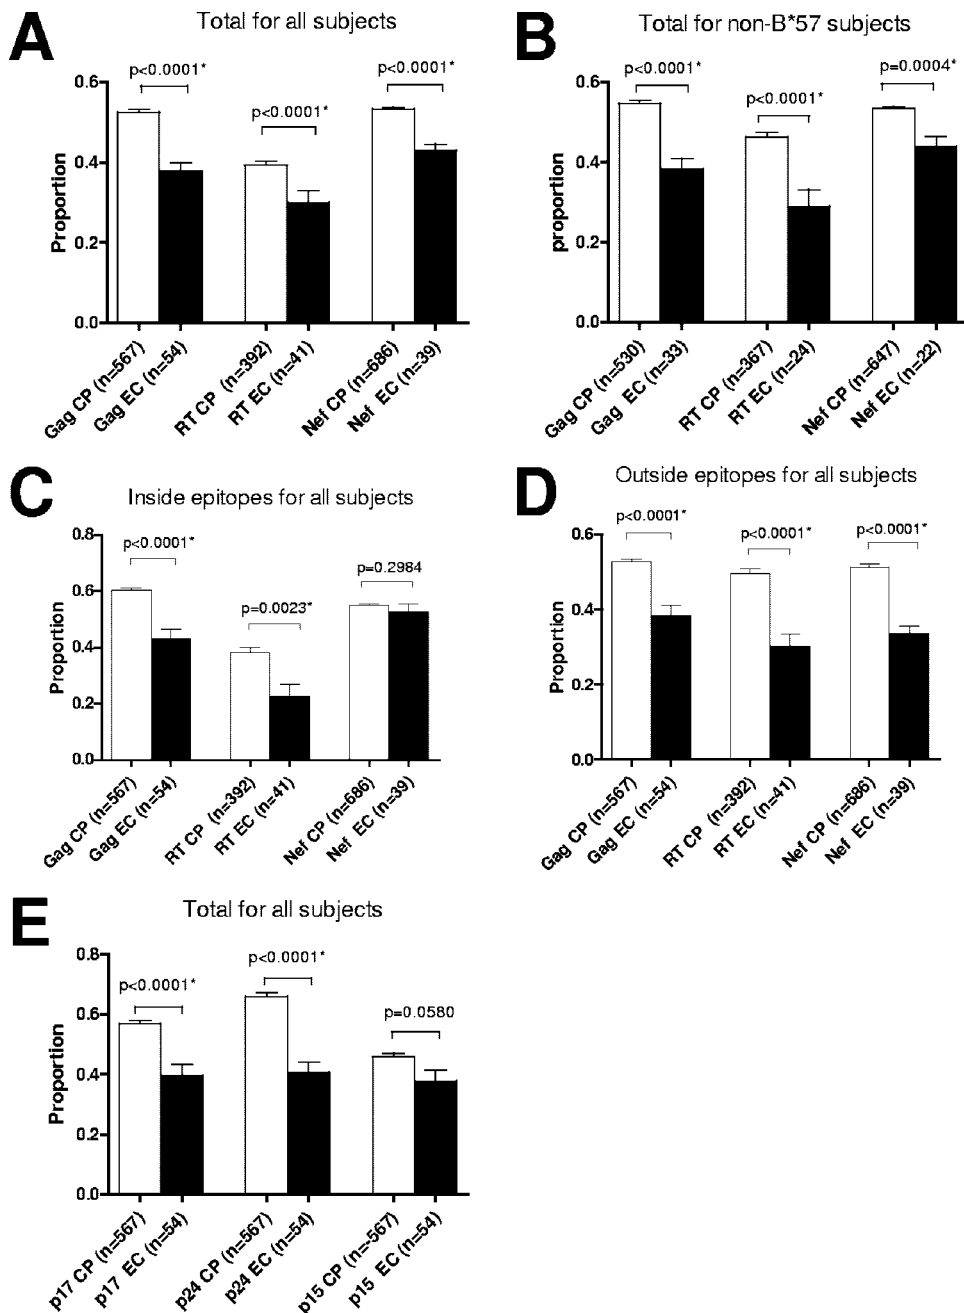 A
Total for all subjects
p<0.0001*
p<0.0001*
p<0.0001*
0.6
0.4
0.2
0.0
Proportion
Gag CP (n=567)
Gag EC (n=54)
RT CP (n=392)
RT EC (n=41)
Nef CP (n=686)
Nef EC (n=39)
B
Total for non-B*57 subjects
p<0.0001*
p<0.0001*
p=0.0004*
0.6
0.4
0.2
0.0
proportion
Gag CP (n=530)
Gag EC (n=33)
RT CP (n=367)
RT EC (n=24)
Nef CP (n=647)
Nef EC (n=22)
C
Inside epitopes for all subjects
p<0.0001*
p=0.0023*
p=0.2984
0.8
0.6
0.4
0.2
0.0
Proportion
Gag CP (n=567)
Gag EC (n=54)
RT CP (n=392)
RT EC (n=41)
Nef CP (n=686)
Nef EC (n=39)
D
Outside epitopes for all subjects
p<0.0001*
p<0.0001*
p<0.0001*
0.6
0.4
0.2
0.0
Proportion
Gag CP (n=567)
Gag EC (n=54)
RT CP (n=392)
RT EC (n=41)
Nef CP (n=686)
Nef EC (n=39)
E
Total for all subjects
p<0.0001*
p<0.0001*
p=0.0580
0.8
0.6
0.4
0.2
0.0
Proportion
p17 CP (n=567)
p17 EC (n=54)
p24 CP (n=567)
p24 EC (n=54)
p15 CP (n=-567)
p15 EC (n=54)